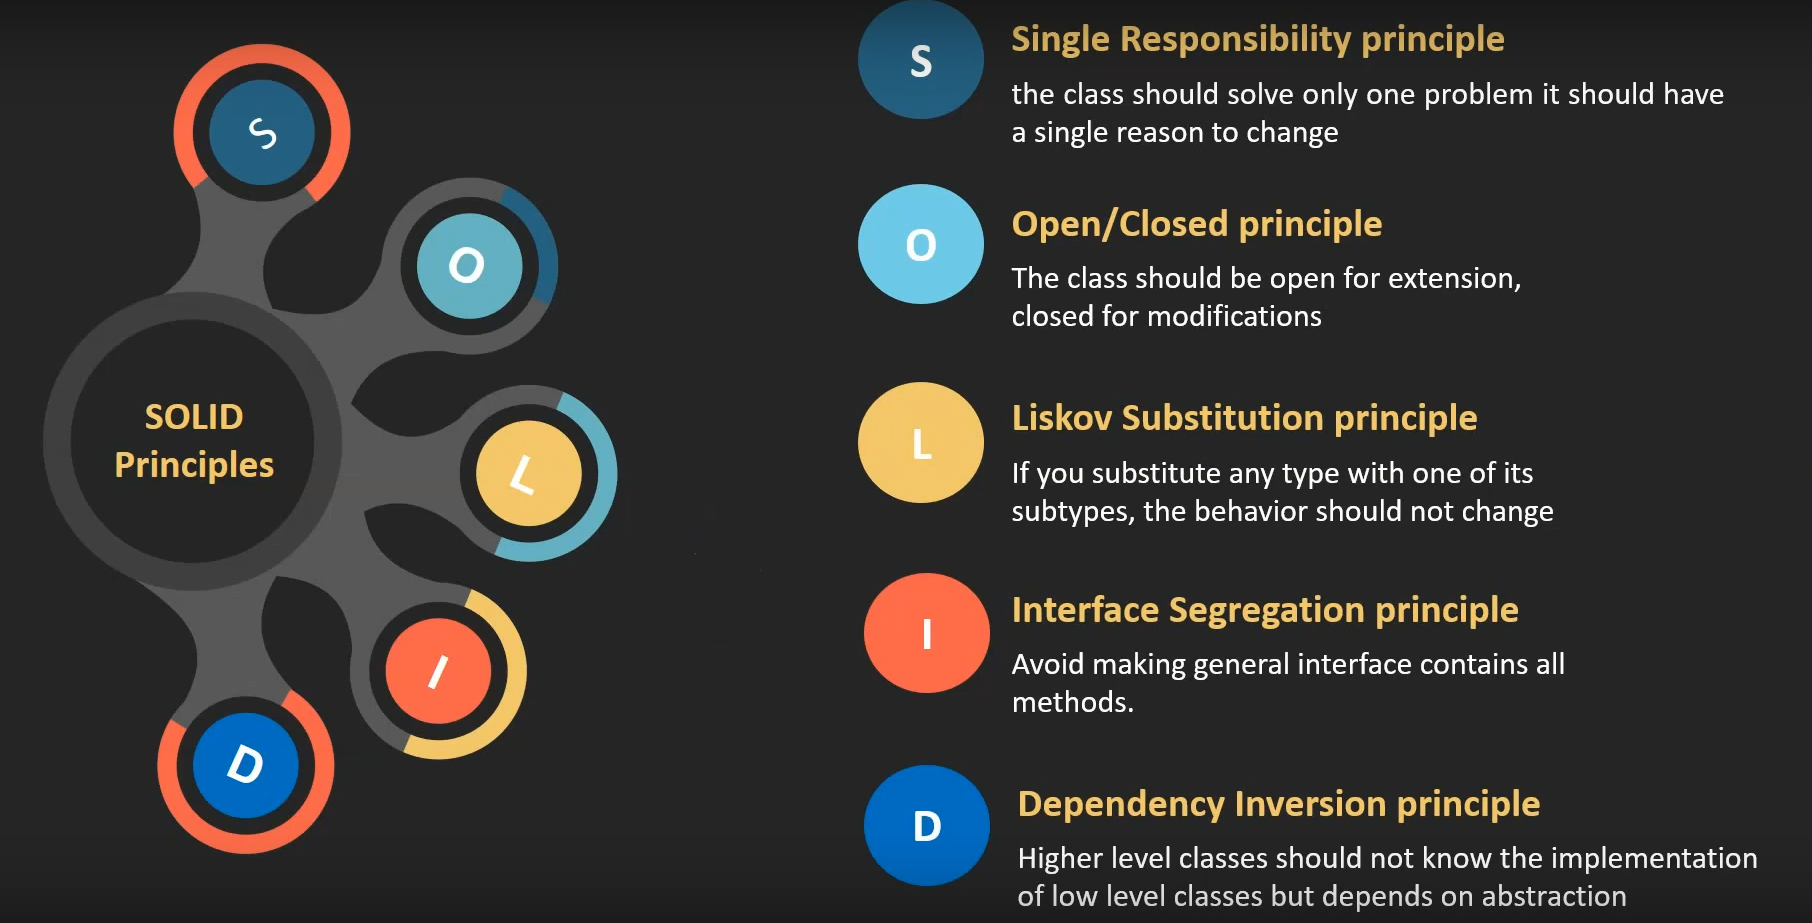 S
O
L
I
D
SOLID
Principles
S
Single Responsibility principle
the class should solve only one problem it should have
a single reason to change
O
Open/Closed principle
The class should be open for extension,
closed for modifications
L
Liskov Substitution principle
If you substitute any type with one of its
subtypes, the behavior should not change
I
Interface Segregation principle
Avoid making general interface contains all
methods.
D
Dependency Inversion principle
Higher level classes should not know the implementation
of low level classes but depends on abstraction